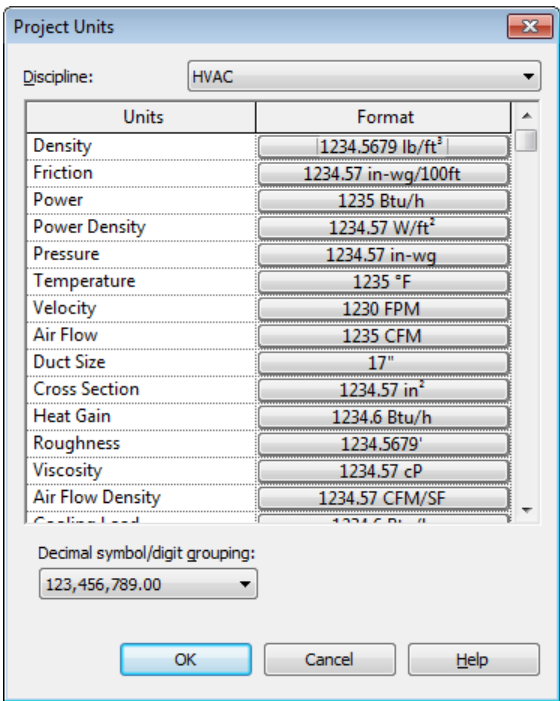 Project Units
Discipline: HVAC
Units Format
Density 1234.5679 lb/ft³
Friction 1234.57 in-wg/100ft
Power 1235 Btu/h
Power Density 1234.57 W/ft²
Pressure 1234.57 in-wg
Temperature 1235 °F
Velocity 1230 FPM
Air Flow 1235 CFM
Duct Size 17"
Cross Section 1234.57 in²
Heat Gain 1234.6 Btu/h
Roughness 1234.5679'
Viscosity 1234.57 cP
Air Flow Density 1234.57 CFM/SF
Decimal symbol/digit grouping:
123,456,789.00
OK Cancel Help